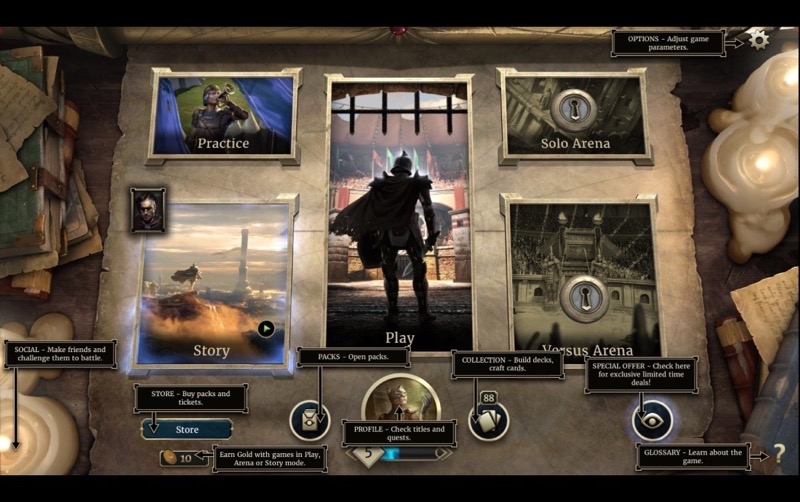 OPTIONS - Adjust game
parameters.
Practice
Solo Arena
Story
Play
Versus Arena
SOCIAL - Make friends and
challenge them to battle.
PACKS - Open packs.
COLLECTION - Build decks,
craft cards.
SPECIAL OFFER - Check here
for exclusive limited time
deals!
STORE - Buy packs and
tickets.
88
Store
PROFILE - Check titles and
quests.
10
Earn Gold with games in Play,
Arena or Story mode.
5
GLOSSARY - Learn about the
game.
?